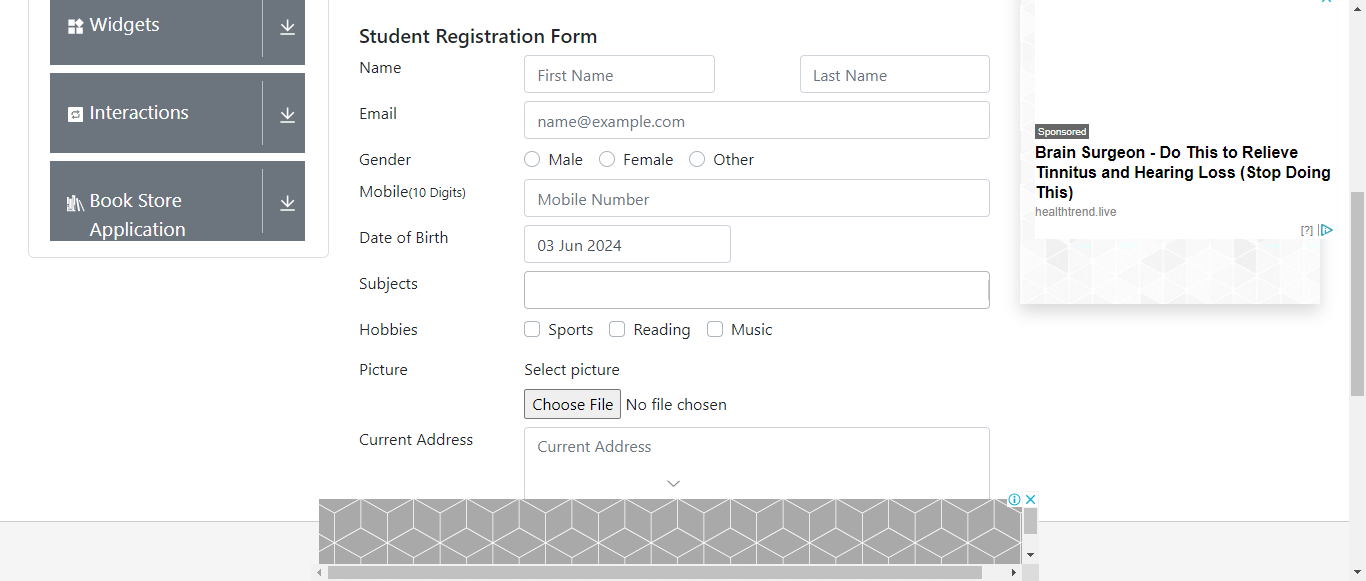 Widgets
Interactions
Book Store
Application
Student Registration Form
Name
First Name
Last Name
Email
name@example.com
Gender
Male
Female
Other
Mobile(10 Digits)
Mobile Number
Date of Birth
03 Jun 2024
Subjects
Hobbies
Sports
Reading
Music
Picture
Select picture
Choose File No file chosen
Current Address
Current Address
Sponsored
Brain Surgeon - Do This to Relieve
Tinnitus and Hearing Loss (Stop Doing
This)
healthtrend.live
[?]